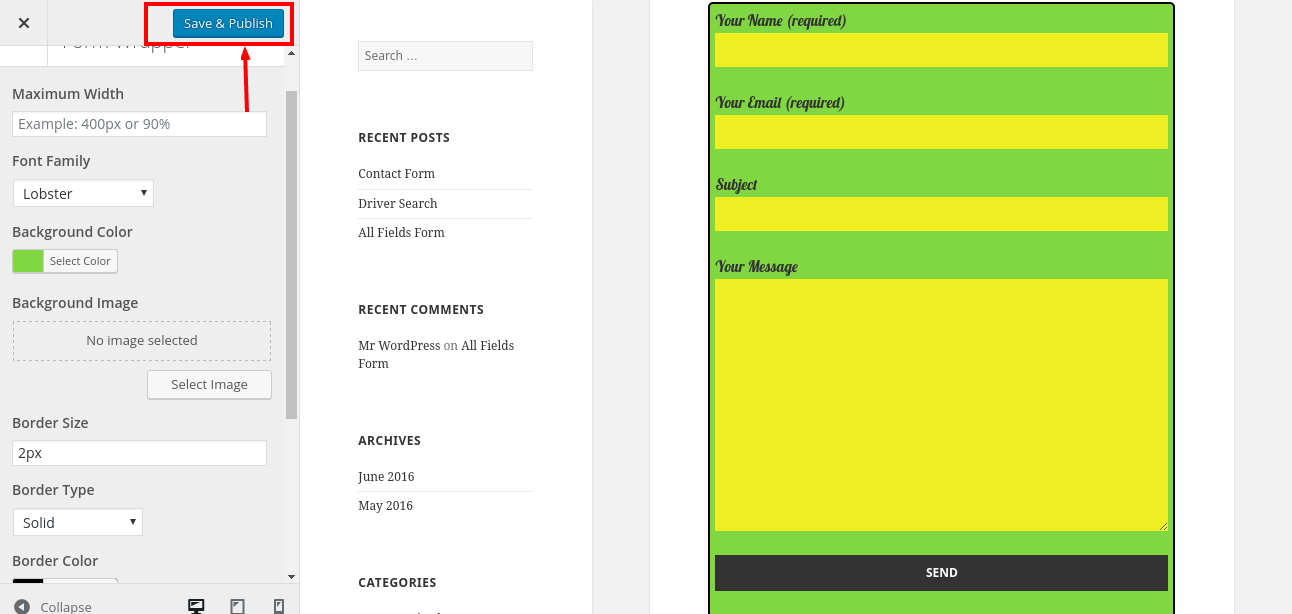 Save & Publish
Form Wrapper
Maximum Width
Example: 400px or 90%
Font Family
Lobster
Background Color
Select Color
Background Image
No image selected
Select Image
Border Size
2px
Border Type
Solid
Border Color
Collapse
Search …
RECENT POSTS
Contact Form
Driver Search
All Fields Form
RECENT COMMENTS
Mr WordPress on All Fields
Form
ARCHIVES
June 2016
May 2016
CATEGORIES
Your Name (required)
Your Email (required)
Subject
Your Message
SEND